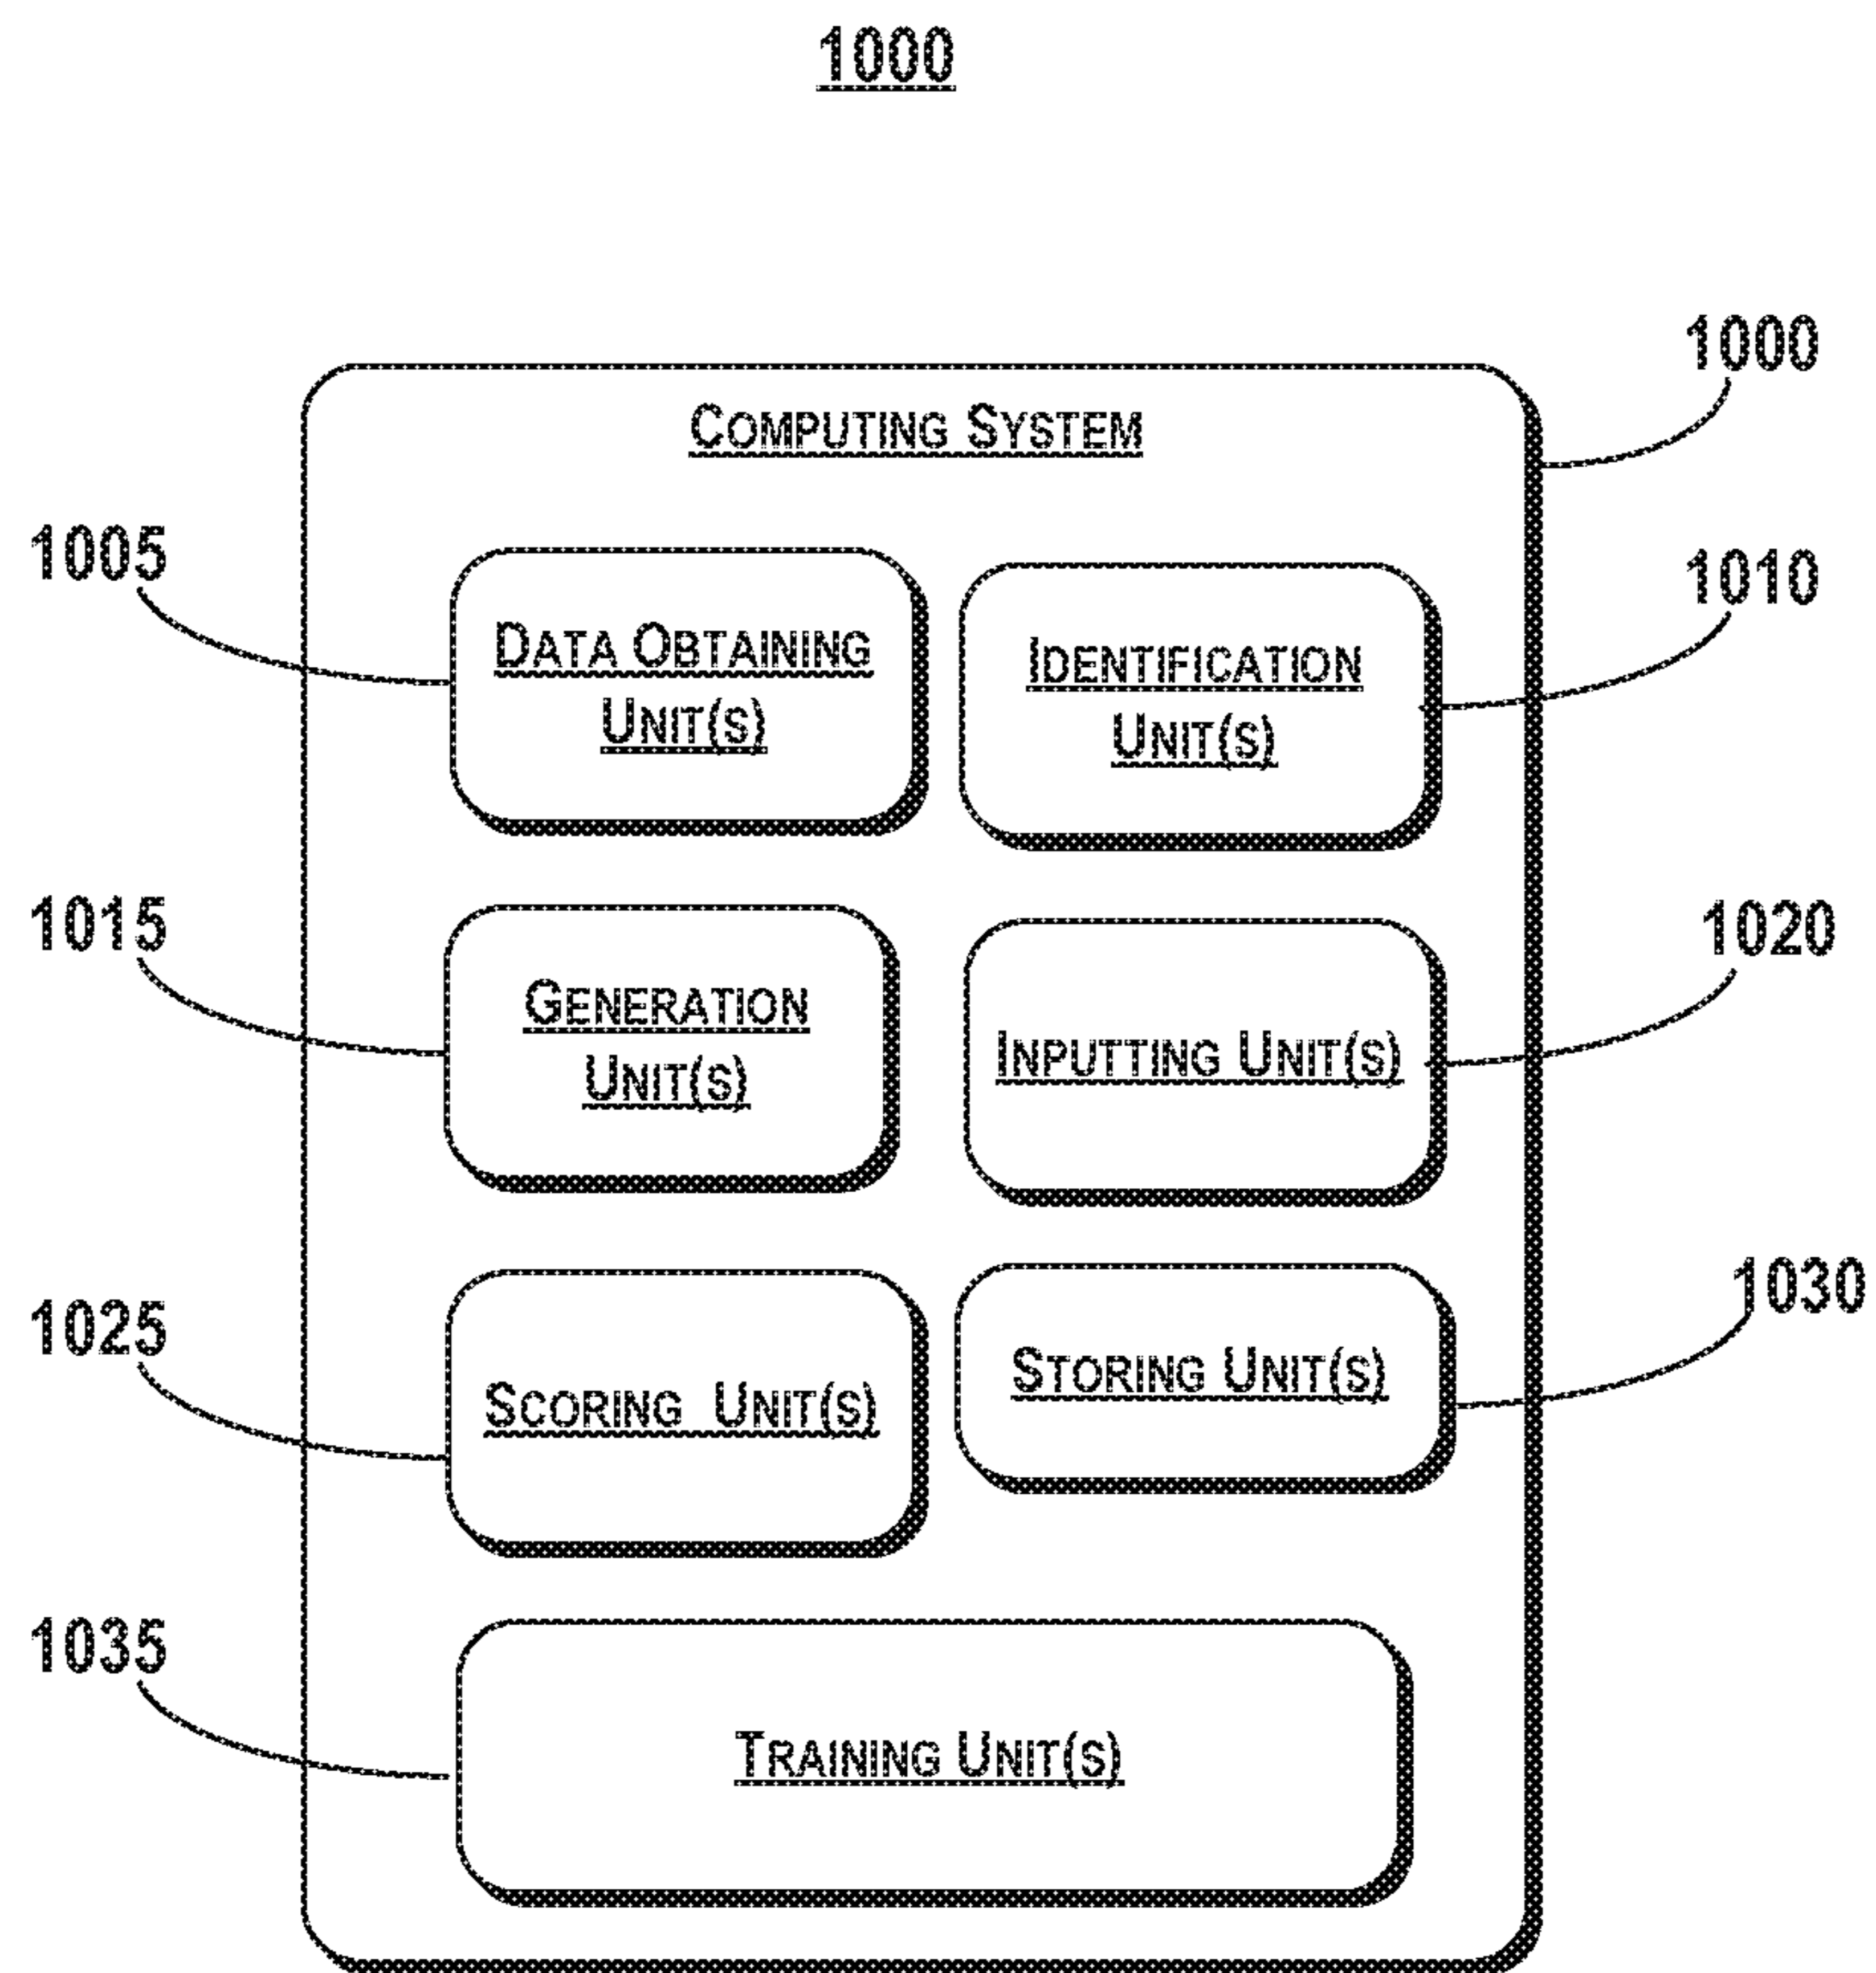 1000
1000
COMPUTING SYSTEM
1005
DATA OBTAINING
UNIT(S)
1010
IDENTIFICATION
UNIT(S)
1015
GENERATION
UNIT(S)
1020
INPUTTING UNIT(S)
1025
SCORING UNIT(S)
1030
STORING UNIT(S)
1035
TRAINING UNIT(S)